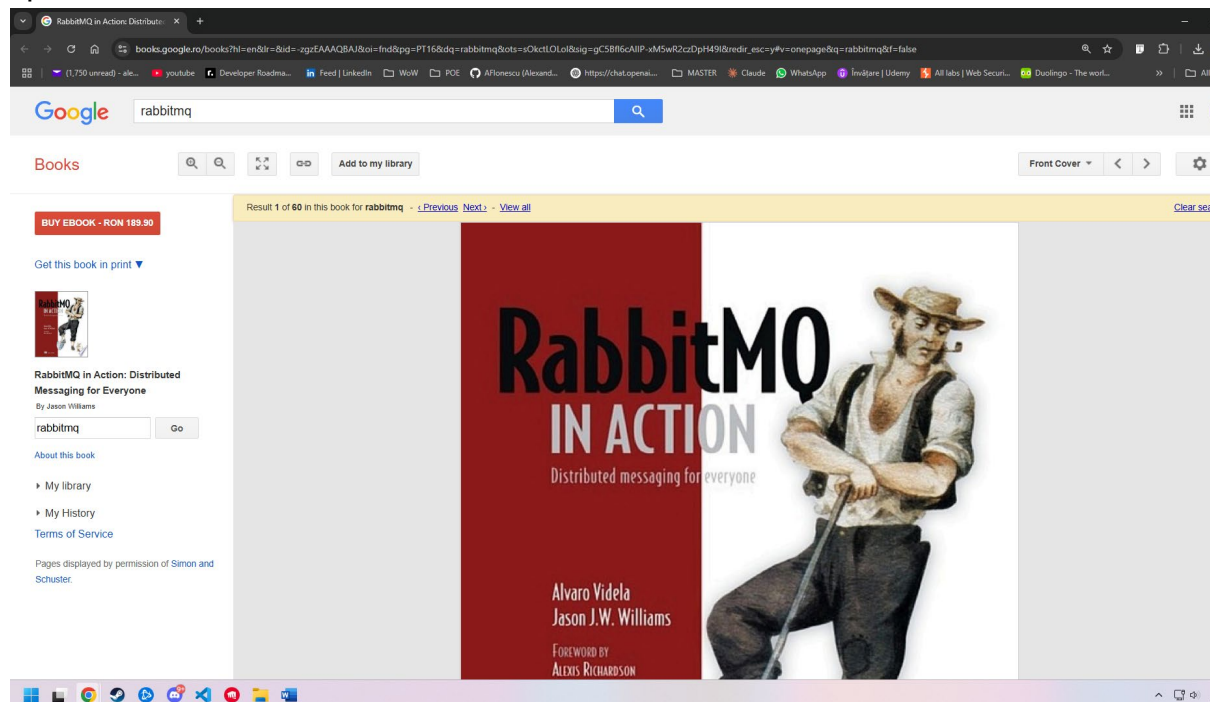 RabbitMQ in Action: Distribute
books.google.ro/books?hl=en&lr=&id=-zgzEAAAQBAJ&oi=fnd&pg=PT16&dq=rabbitmq&ots=sOkctLOLol&sig=gC5Bfl6cAIIP-xM5wR2czDpH49I&redir_esc=y#v=onepage&q=rabbitmq&f=false
(1,750 unread) - ale... youtube Developer Roadma... Feed | LinkedIn WoW POE AFIonescu (Alexand... https://chat.openai.... MASTER Claude WhatsApp Învățare | Udemy All labs | Web Securi... Duolingo - The worl... » All
Google rabbitmq
Books Add to my library Front Cover
Result 1 of 60 in this book for rabbitmq - ‹ Previous Next › - View all Clear sea
BUY EBOOK - RON 189.90
Get this book in print ▼
RabbitMQ
IN ACTION
RabbitMQ in Action: Distributed
Messaging for Everyone
By Jason Williams
rabbitmq Go
About this book
My library
My History
Terms of Service
Pages displayed by permission of Simon and
Schuster.
RabbitMQ
IN ACTION
Distributed messaging for everyone
Alvaro Videla
Jason J.W. Williams
FOREWORD BY
ALEXIS RICHARDSON